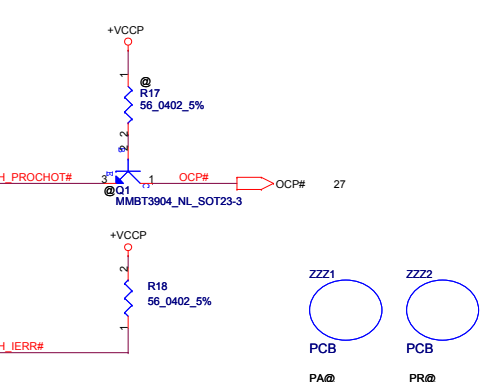 +VCCP
1
@
R17
56_0402_5%
2
2
B
E
H_PROCHOT#
3
1
OCP#
OCP#
27
C
@Q1
MMBT3904_NL_SOT23-3
+VCCP
2
R18
56_0402_5%
1
H_IERR#
ZZZ1
ZZZ2
PCB
PCB
PA@
PR@